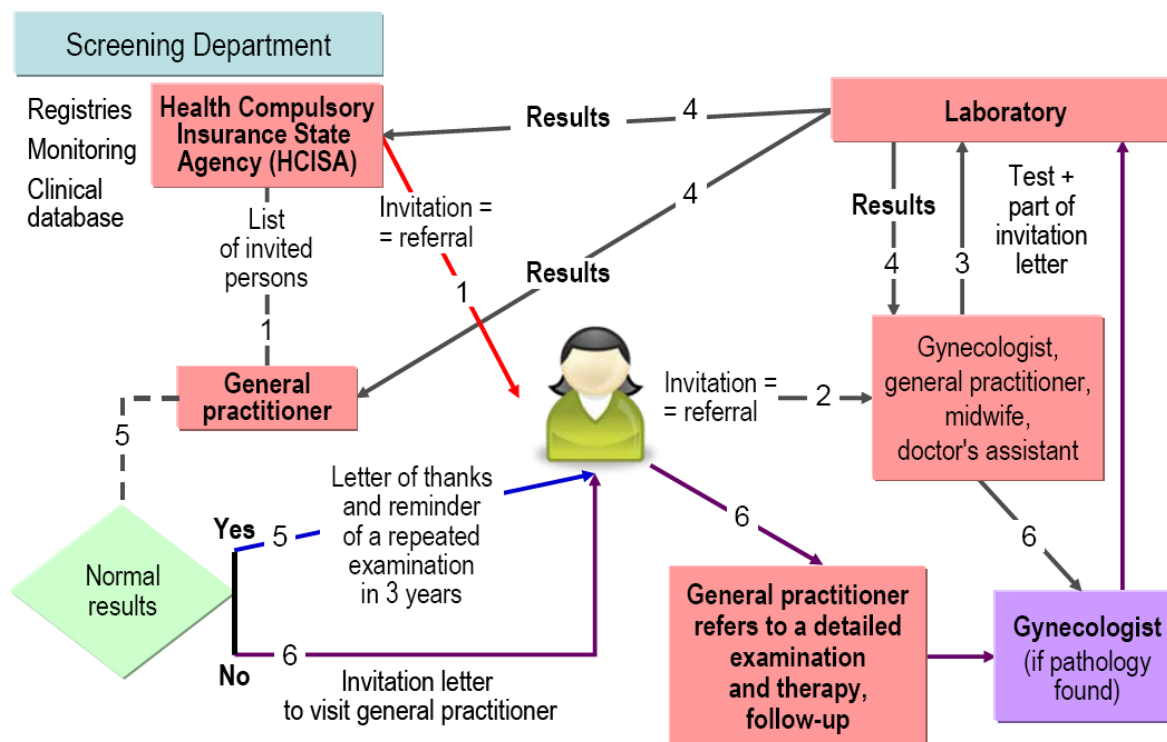 Screening Department
Registries
Monitoring
Clinical
database
Health Compulsory
Insurance State
Agency (HCISA)
Results
4
Laboratory
List
of invited
persons
1
Invitation =
= referral
1
4
Results
Results
4
3
Test +
part of
invitation
letter
General
practitioner
Invitation =
= referral
2
Gynecologist,
general practitioner,
midwife,
doctor's assistant
5
Normal
results
Yes
5
Letter of thanks
and reminder
of a repeated
examination
in 3 years
No
6
Invitation letter
to visit general practitioner
6
6
General practitioner
refers to a detailed
examination
and therapy,
follow-up
Gynecologist
(if pathology
found)